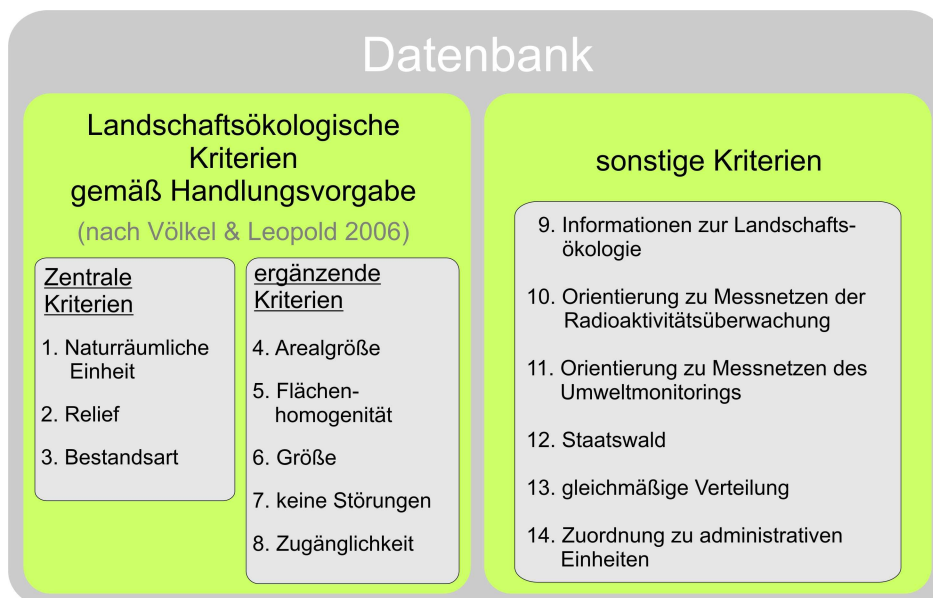 Datenbank
Landschaftsökologische
Kriterien
gemäß Handlungsvorgabe
(nach Völkel & Leopold 2006)
Zentrale
Kriterien
1. Naturräumliche
Einheit
2. Relief
3. Bestandsart
ergänzende
Kriterien
4. Arealgröße
5. Flächen-
homogenität
6. Größe
7. keine Störungen
8. Zugänglichkeit
sonstige Kriterien
9. Informationen zur Landschafts-
ökologie
10. Orientierung zu Messnetzen der
Radioaktivitätsüberwachung
11. Orientierung zu Messnetzen des
Umweltmonitorings
12. Staatswald
13. gleichmäßige Verteilung
14. Zuordnung zu administrativen
Einheiten